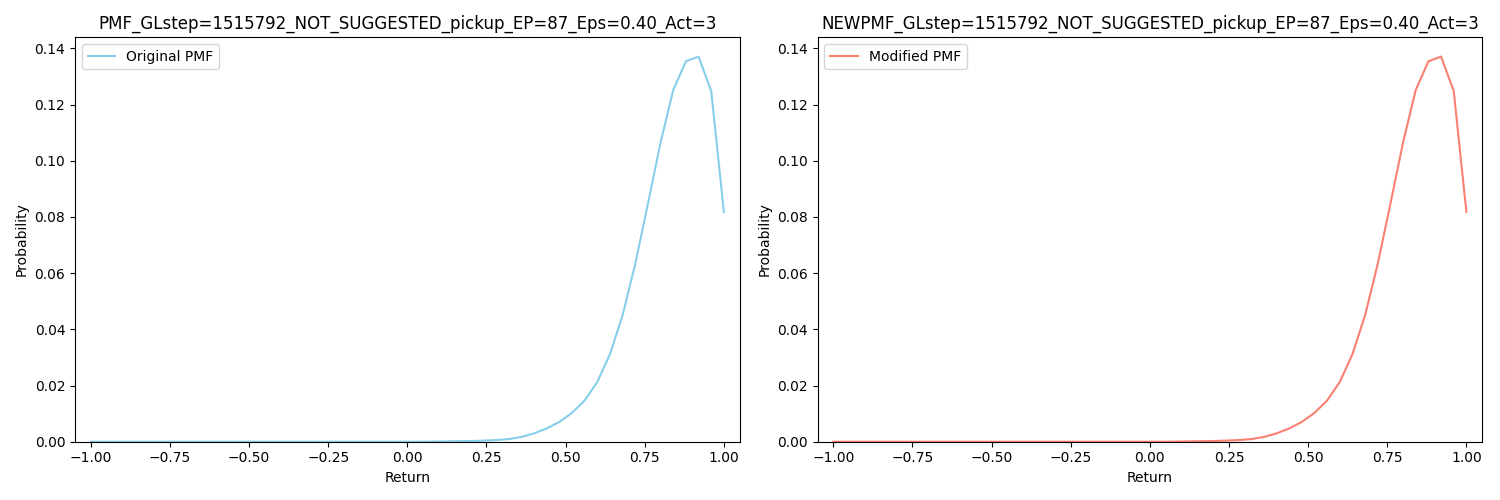 PMF_GLstep=1515792_NOT_SUGGESTED_pickup_EP=87_Eps=0.40_Act=3
Original PMF
0.14
0.12
0.10
0.08
0.06
0.04
0.02
0.00
Probability
−1.00 −0.75 −0.50 −0.25 0.00 0.25 0.50 0.75 1.00
Return
NEWPMF_GLstep=1515792_NOT_SUGGESTED_pickup_EP=87_Eps=0.40_Act=3
Modified PMF
0.14
0.12
0.10
0.08
0.06
0.04
0.02
0.00
Probability
−1.00 −0.75 −0.50 −0.25 0.00 0.25 0.50 0.75 1.00
Return